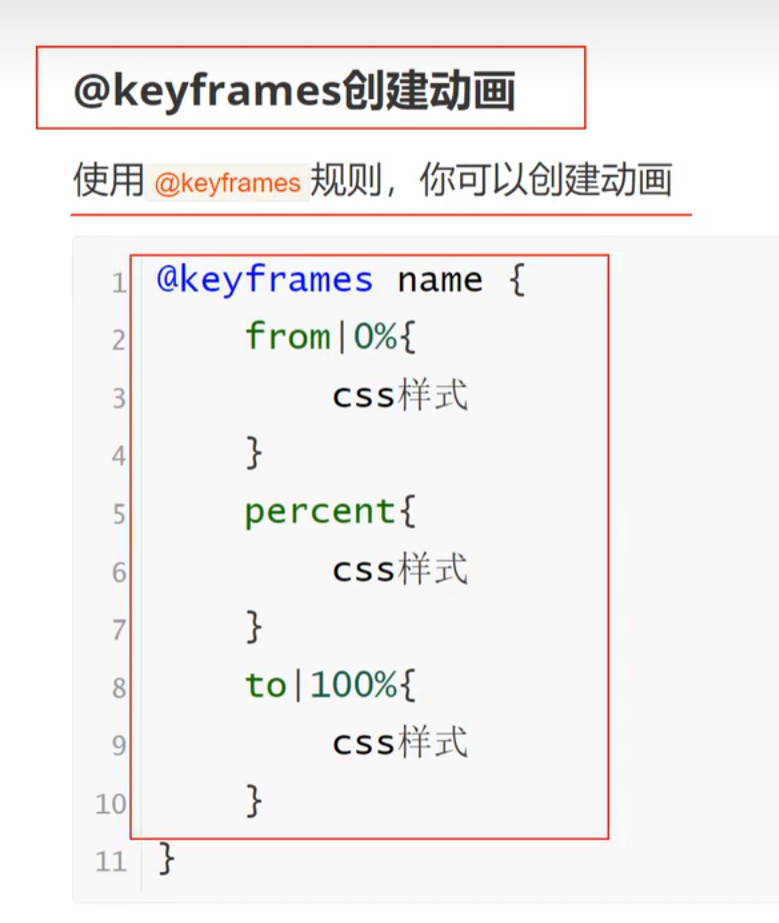 @keyframes创建动画
使用 @keyframes 规则，你可以创建动画
1 @keyframes name {
2     from|0%{
3         css样式
4     }
5     percent{
6         css样式
7     }
8     to|100%{
9         css样式
10     }
11 }